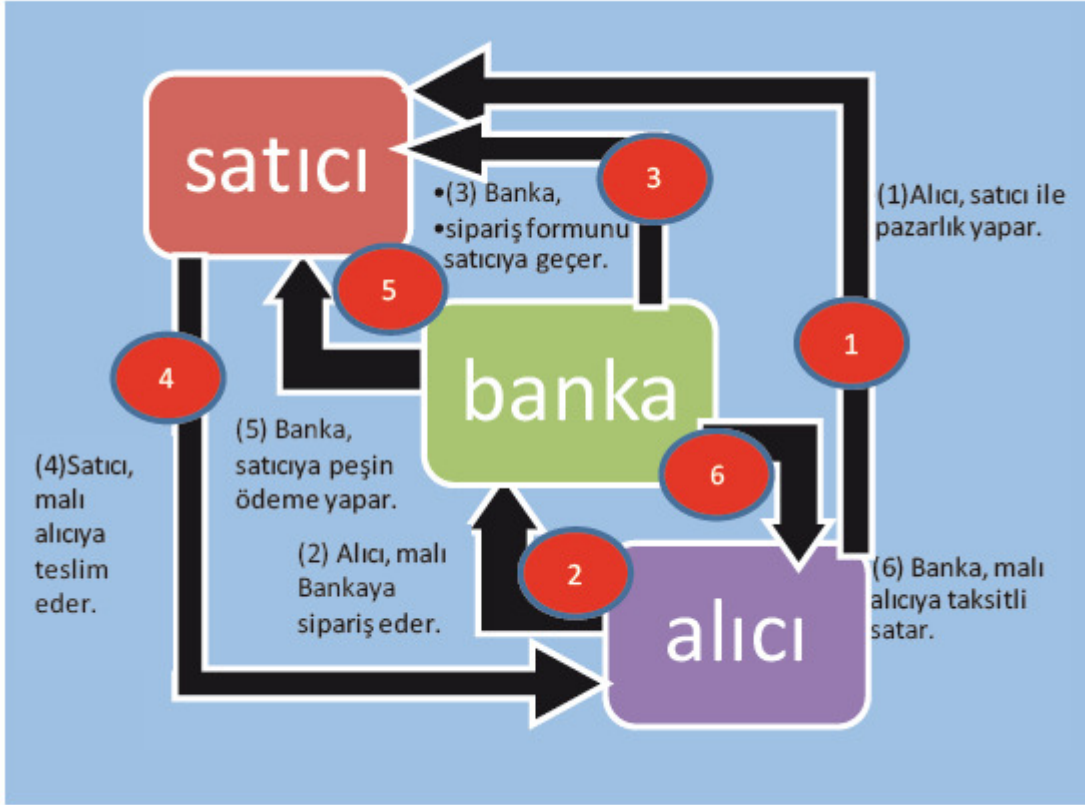 satıcı
3
•(3) Banka,
•sipariş formunu
satıcıya geçer.
(1)Alıcı, satıcı ile
pazarlık yapar.
5
1
4
banka
(5) Banka,
satıcıya peşin
ödeme yapar.
6
(4)Satıcı,
malı
alıcıya
teslim
eder.
(2) Alıcı, malı
Bankaya
sipariş eder.
2
alıcı
(6) Banka, malı
alıcıya taksitli
satar.